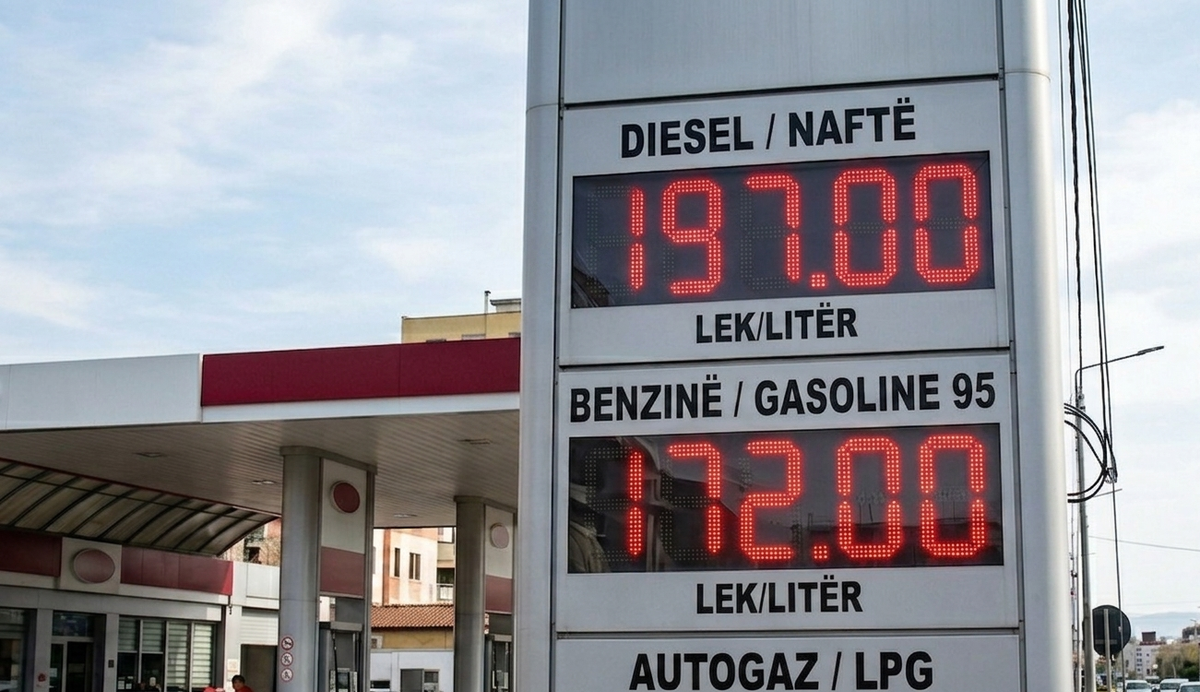 DIESEL / NAFTË
197.00
LEK/LITËR
BENZINË / GASOLINE 95
172.00
LEK/LITËR
AUTOGAZ / LPG